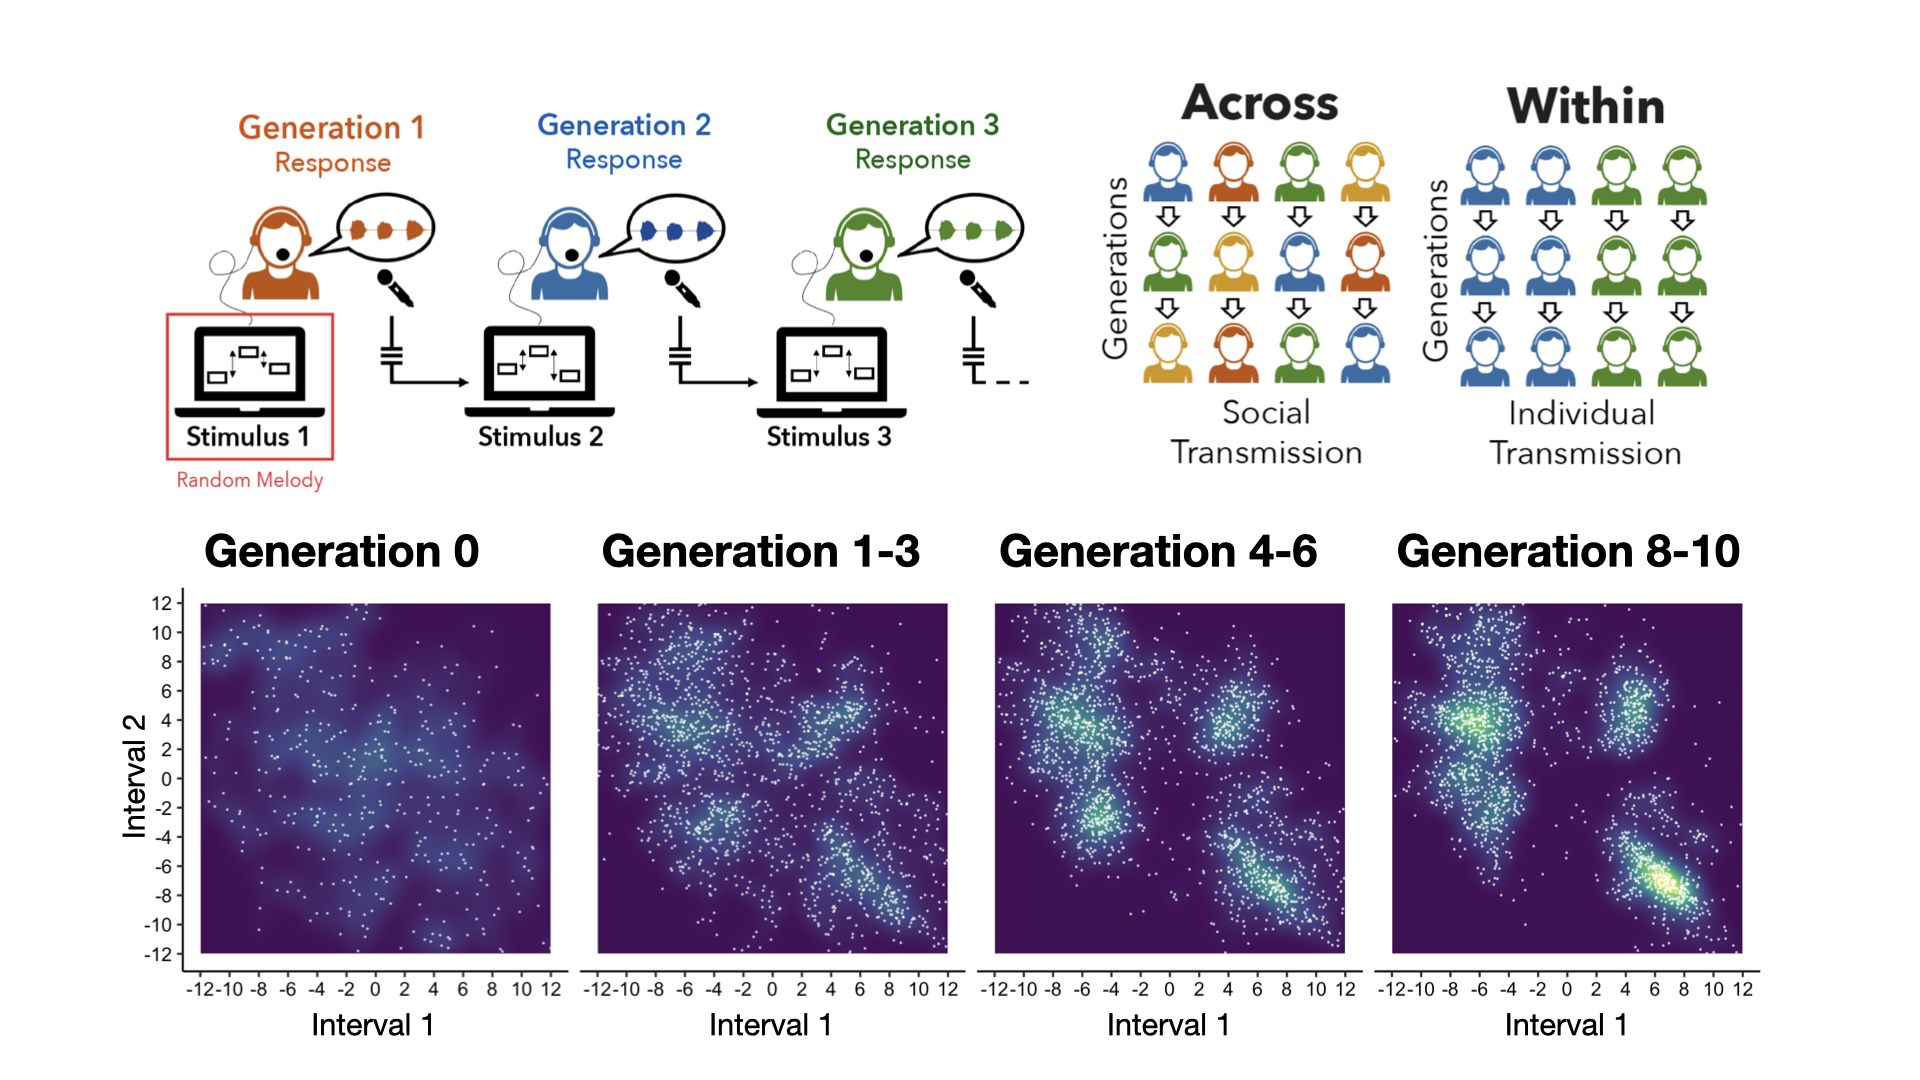 Generation 1
Response
Generation 2
Response
Generation 3
Response
Stimulus 1
Random Melody
Stimulus 2
Stimulus 3
Across
Generations
Social
Transmission
Within
Generations
Individual
Transmission
Generation 0
Generation 1-3
Generation 4-6
Generation 8-10
Interval 2
12
10
8
6
4
2
0
-2
-4
-6
-8
-10
-12
-12 -10 -8 -6 -4 -2 0 2 4 6 8 10 12
-12 -10 -8 -6 -4 -2 0 2 4 6 8 10 12
-12 -10 -8 -6 -4 -2 0 2 4 6 8 10 12
-12 -10 -8 -6 -4 -2 0 2 4 6 8 10 12
Interval 1
Interval 1
Interval 1
Interval 1